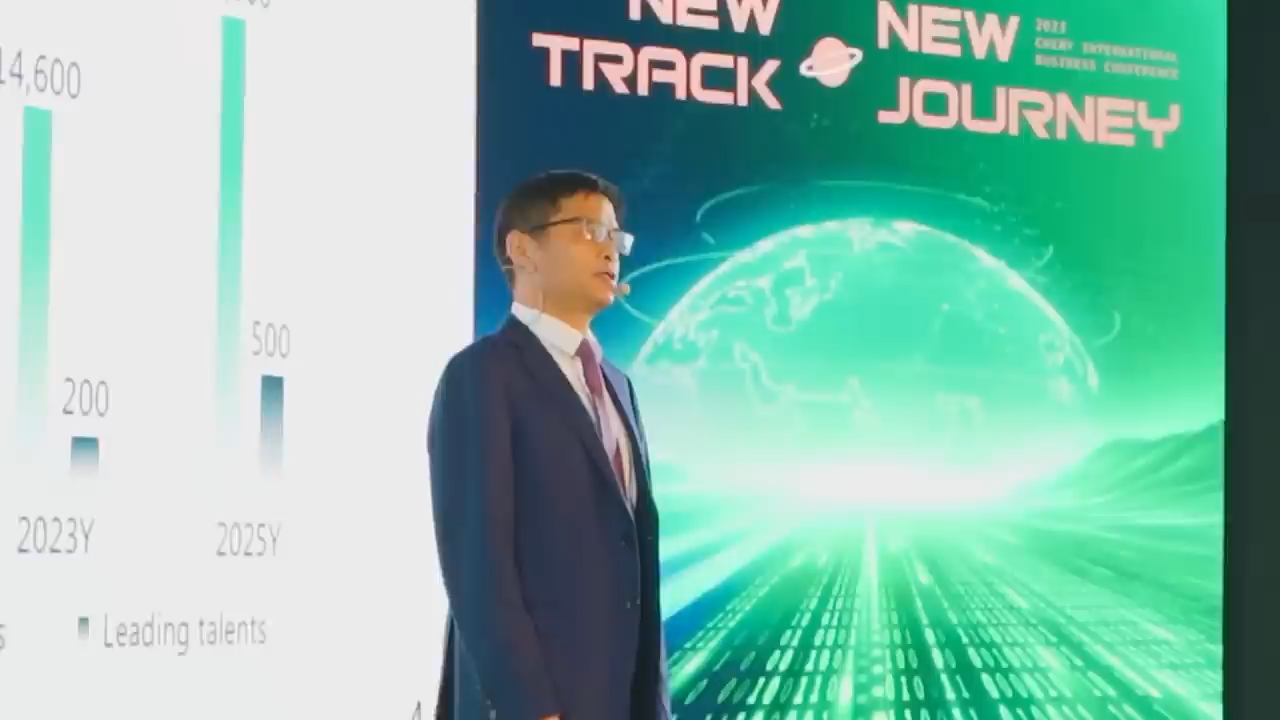 NEW
TRACK
NEW
JOURNEY
2023
CHERY INTERNATIONAL
BUSINESS CONFERENCE
14,600
200
500
2023Y
2025Y
Leading talents